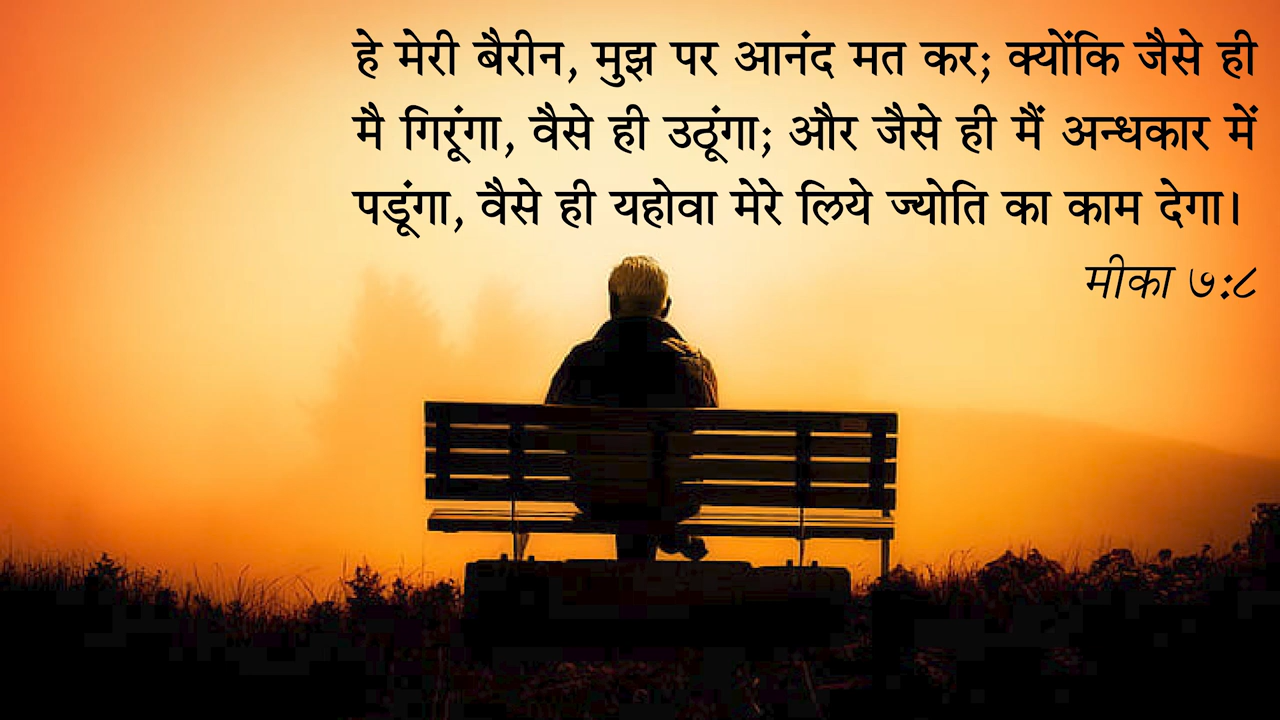 हे मेरी बैरीन, मुझ पर आनंद मत कर; क्योंकि जैसे ही
मै गिरूंगा, वैसे ही उठूंगा; और जैसे ही मैं अन्धकार में
पडूंगा, वैसे ही यहोवा मेरे लिये ज्योति का काम देगा।
मीका ७:८